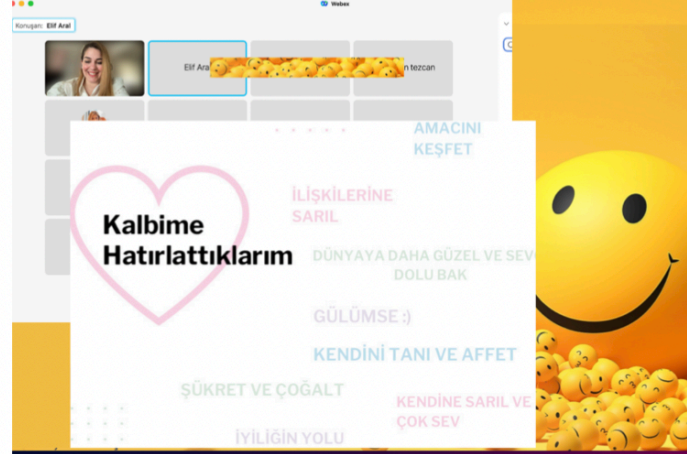 Webex
Konuşan: Elif Aral
Elif Aral
n tezcan
AMACINI
KEŞFET
İLİŞKİLERİNE
SARIL
Kalbime
Hatırlattıklarım
DÜNYAYA DAHA GÜZEL VE SEV
DOLU BAK
GÜLÜMSE :)
KENDİNİ TANI VE AFFET
ŞÜKRET VE ÇOĞALT
KENDİNE SARIL VE
ÇOK SEV
İYİLİĞİN YOLU